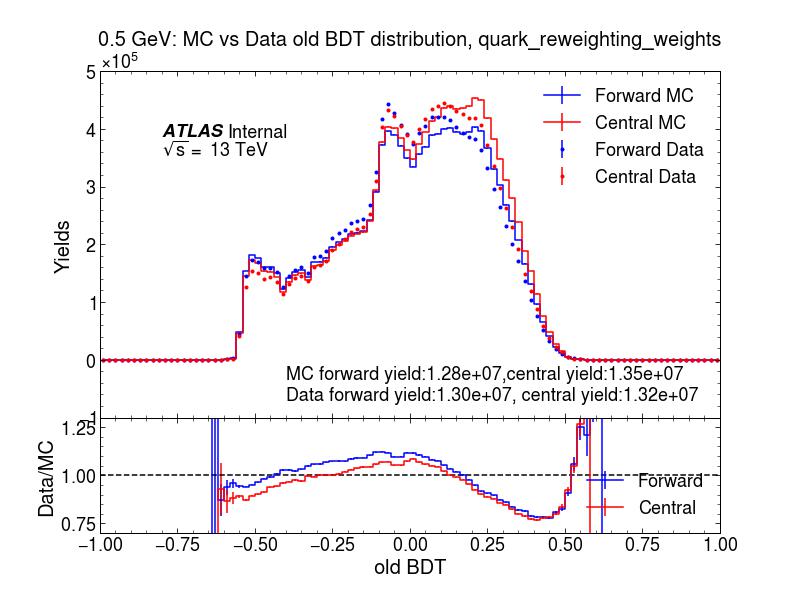 0.5 GeV: MC vs Data old BDT distribution, quark_reweighting_weights
×10⁵
5
4
3
2
1
0
−1
Yields
ATLAS Internal
√s = 13 TeV
Forward MC
Central MC
Forward Data
Central Data
MC forward yield:1.28e+07,central yield:1.35e+07
Data forward yield:1.30e+07, central yield:1.32e+07
1.25
1.00
0.75
Data/MC
Forward
Central
−1.00 −0.75 −0.50 −0.25 0.00 0.25 0.50 0.75 1.00
old BDT